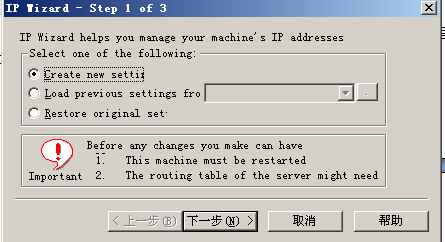 IP Wizard - Step 1 of 3
IP Wizard helps you manage your machine's IP addresses
Select one of the following:
Create new settin
Load previous settings fro
Restore original set
Before any changes you make can have
1. This machine must be restarted
Important 2. The routing table of the server might need
< 上一步(B) 下一步(N) > 取消 帮助